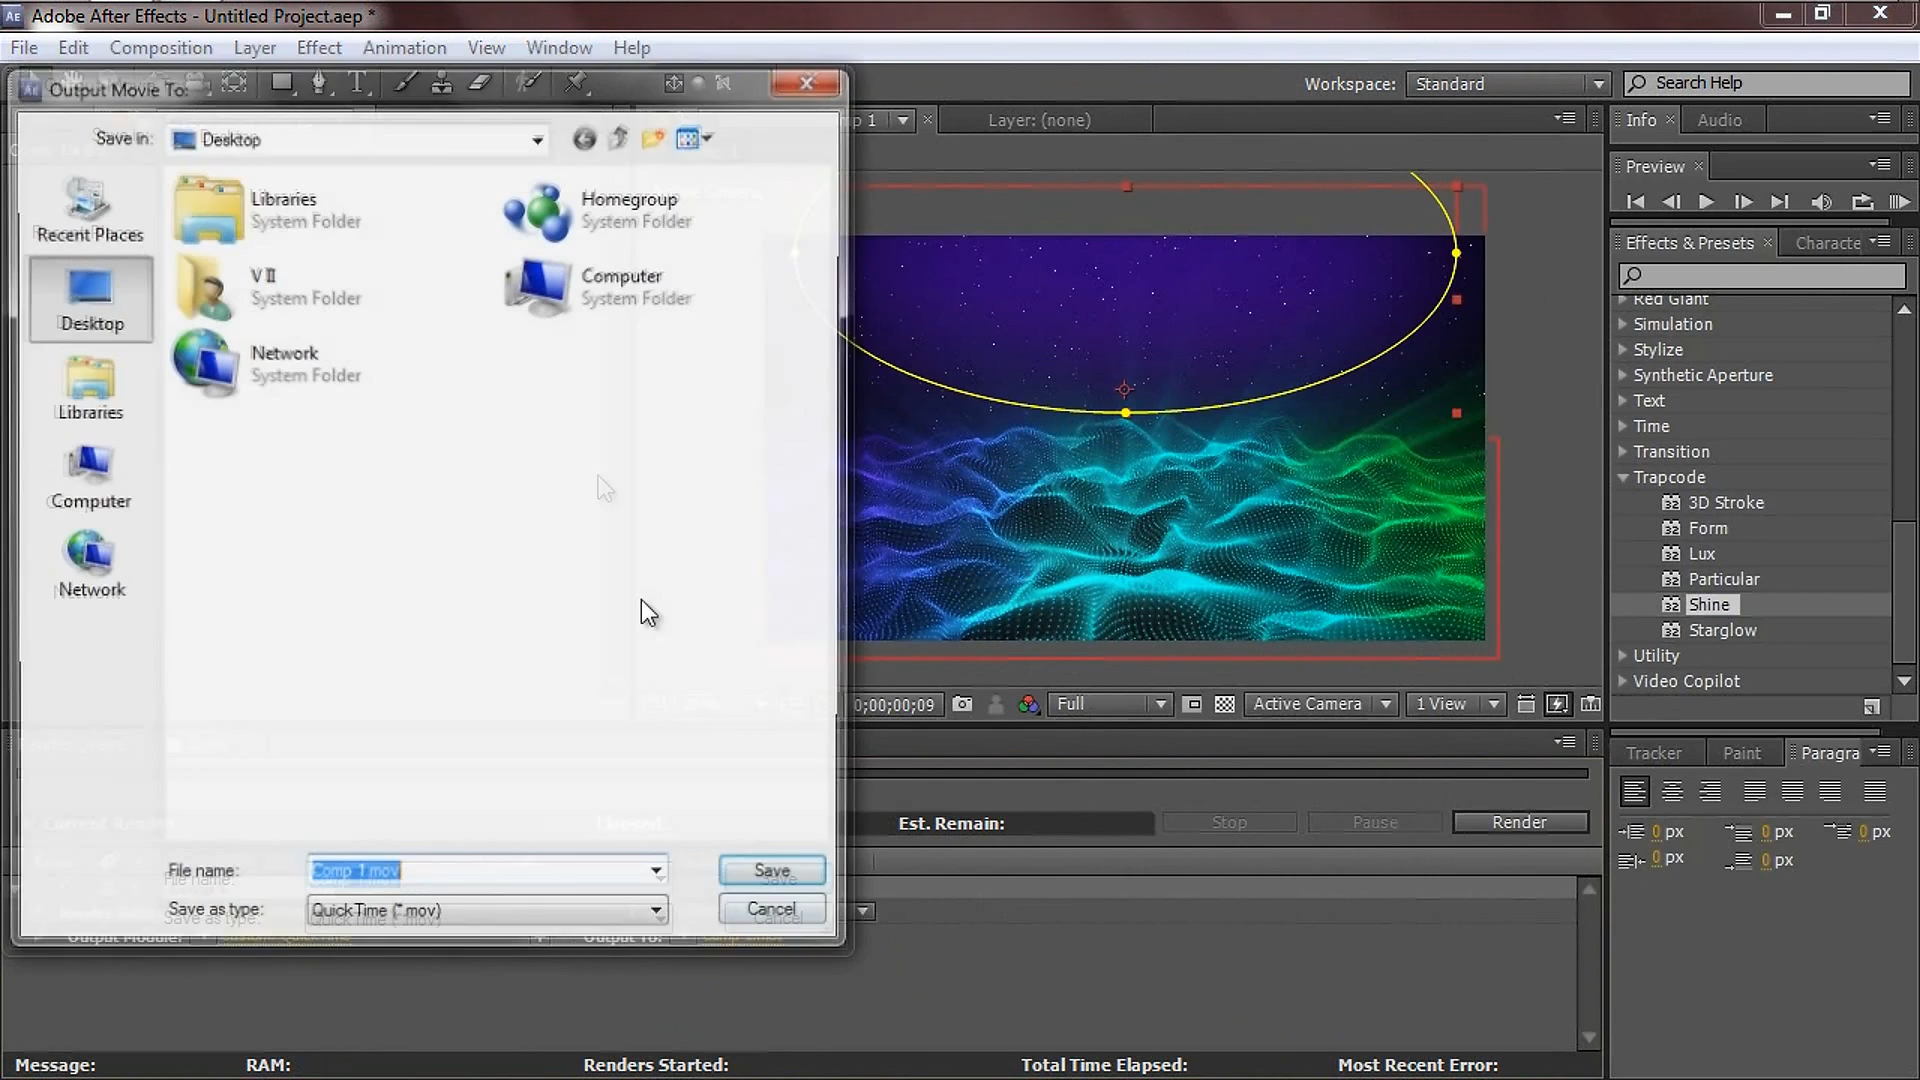 Adobe After Effects - Untitled Project.aep *
File Edit Composition Layer Effect Animation View Window Help
Output Movie To:
Workspace: Standard
Search Help
Save in: Desktop
p 1
Layer: (none)
Info
Audio
Preview
Recent Places
Desktop
Libraries
Computer
Network
Libraries
System Folder
Homegroup
System Folder
V II
System Folder
Computer
System Folder
Network
System Folder
Effects & Presets
Characte
Red Giant
Simulation
Stylize
Synthetic Aperture
Text
Time
Transition
Trapcode
3D Stroke
Form
Lux
Particular
Shine
Starglow
Utility
Video Copilot
0;00;00;09
Full
Active Camera
1 View
Tracker
Paint
Paragra
Est. Remain:
Stop
Pause
Render
0 px
0 px
0 px
0 px
0 px
File name: Comp 1.mov
Save
Save as type: QuickTime (*.mov)
Cancel
Output Module:
Output To:
Message:
RAM:
Renders Started:
Total Time Elapsed:
Most Recent Error: